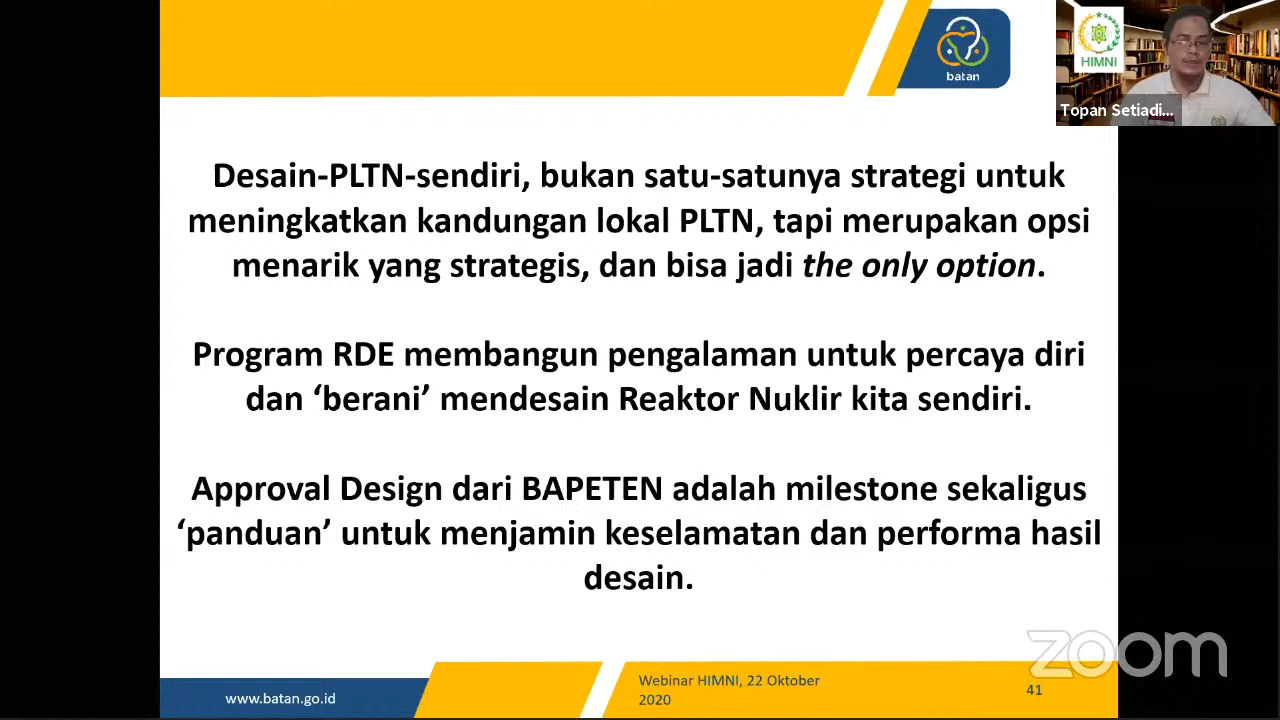 batan
HIMNI
Topan Setiadi...
Desain-PLTN-sendiri, bukan satu-satunya strategi untuk
meningkatkan kandungan lokal PLTN, tapi merupakan opsi
menarik yang strategis, dan bisa jadi the only option.
Program RDE membangun pengalaman untuk percaya diri
dan ‘berani’ mendesain Reaktor Nuklir kita sendiri.
Approval Design dari BAPETEN adalah milestone sekaligus
‘panduan’ untuk menjamin keselamatan dan performa hasil
desain.
zoom
www.batan.go.id
Webinar HIMNI, 22 Oktober
2020
41